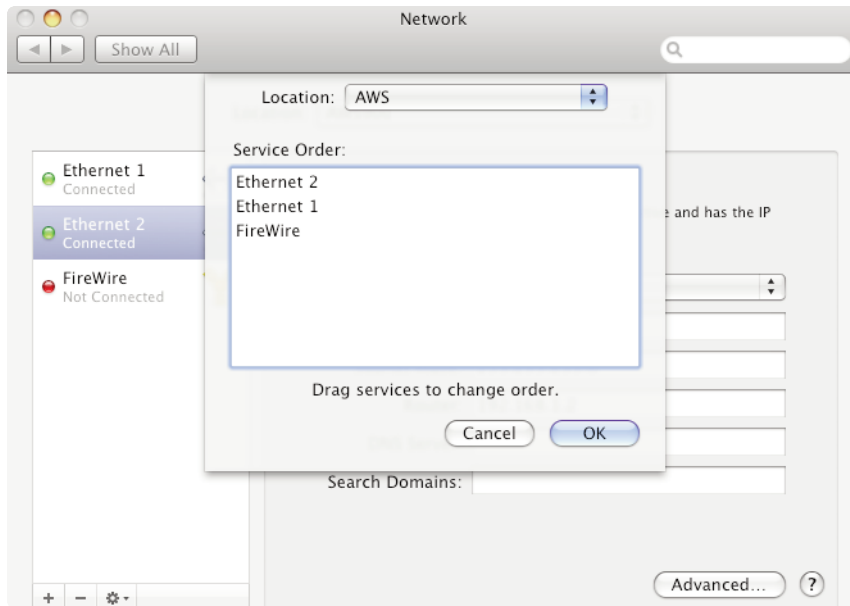 Network
Show All
Location: AWS
Service Order:
Ethernet 2
Ethernet 1
FireWire
Drag services to change order.
Cancel
OK
Ethernet 1
Connected
Ethernet 2
Connected
FireWire
Not Connected
e and has the IP
Search Domains:
Advanced...
?